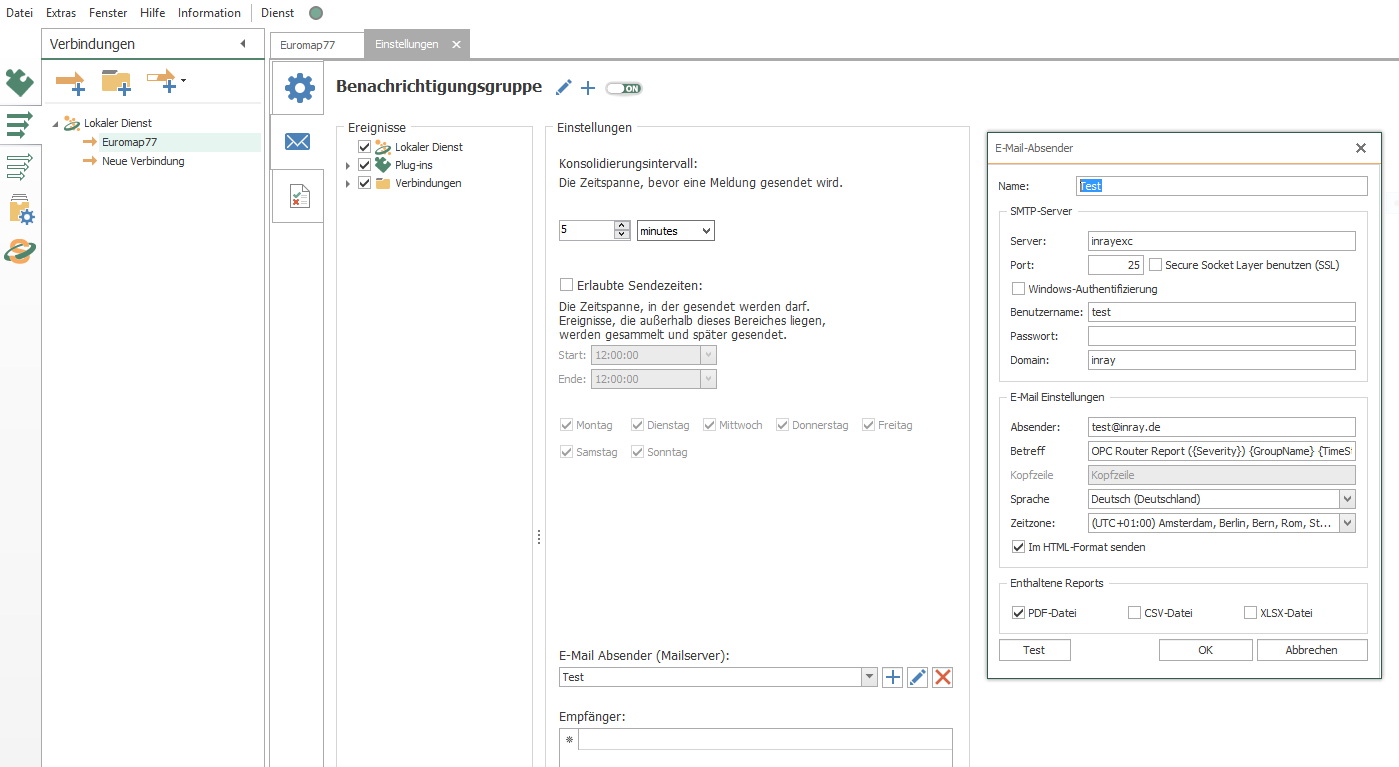 Datei Extras Fenster Hilfe Information Dienst
Verbindungen
Lokaler Dienst
Euromap77
Neue Verbindung
Euromap77 Einstellungen
Benachrichtigungsgruppe ON
Ereignisse
Lokaler Dienst
Plug-ins
Verbindungen
Einstellungen
Konsolidierungsintervall:
Die Zeitspanne, bevor eine Meldung gesendet wird.
5 minutes
Erlaubte Sendezeiten:
Die Zeitspanne, in der gesendet werden darf.
Ereignisse, die außerhalb dieses Bereiches liegen,
werden gesammelt und später gesendet.
Start: 12:00:00
Ende: 12:00:00
Montag Dienstag Mittwoch Donnerstag Freitag
Samstag Sonntag
E-Mail Absender (Mailserver):
Test
Empfänger:
E-Mail-Absender
Name: Test
SMTP-Server
Server: inrayexc
Port: 25 Secure Socket Layer benutzen (SSL)
Windows-Authentifizierung
Benutzername: test
Passwort:
Domain: inray
E-Mail Einstellungen
Absender: test@inray.de
Betreff OPC Router Report ({Severity}) {GroupName} {TimeS
Kopfzeile Kopfzeile
Sprache Deutsch (Deutschland)
Zeitzone: (UTC+01:00) Amsterdam, Berlin, Bern, Rom, St...
Im HTML-Format senden
Enthaltene Reports
PDF-Datei CSV-Datei XLSX-Datei
Test OK Abbrechen